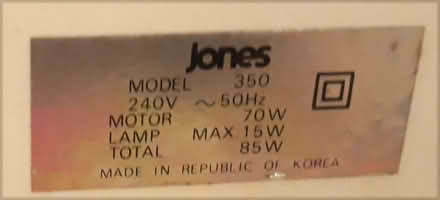 Jones
MODEL 350
240V ~50Hz
MOTOR 70W
LAMP MAX 15W
TOTAL 85W
MADE IN REPUBLIC OF KOREA